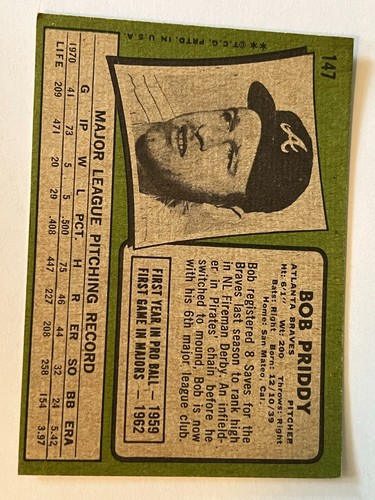 147
BOB PRIDDY
ATLANTA BRAVES PITCHER
Ht: 6'1" Wt: 200 Throws: Right
Bats: Right Born: 12/10/39
Home: San Mateo, Cal.
Bob registered 8 Saves for the
Braves last season to rank high
in NL Fireman Derby. An infield-
er in Pirates chain before he
switched to mound, Bob is now
with his 6th major league club.
FIRST YEAR IN PRO BALL — 1959
FIRST GAME IN MAJORS — 1962
A
MAJOR LEAGUE PITCHING RECORD
G IP W L PCT. H R ER SO BB ERA
1970 41 73 5 5 .500 75 46 44 32 24 5.42
LIFE 209 471 20 29 .408 447 227 208 258 154 3.97
** © T.C.G. PRTD. IN U.S.A.